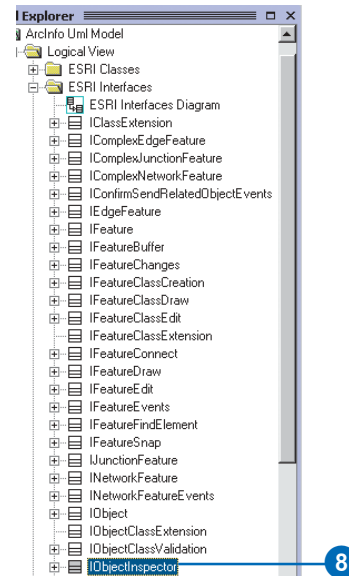 l Explorer
ArcInfo Uml Model
Logical View
ESRI Classes
ESRI Interfaces
ESRI Interfaces Diagram
IClassExtension
IComplexEdgeFeature
IComplexJunctionFeature
IComplexNetworkFeature
IConfirmSendRelatedObjectEvents
IEdgeFeature
IFeature
IFeatureBuffer
IFeatureChanges
IFeatureClassCreation
IFeatureClassDraw
IFeatureClassEdit
IFeatureClassExtension
IFeatureConnect
IFeatureDraw
IFeatureEdit
IFeatureEvents
IFeatureFindElement
IFeatureSnap
IJunctionFeature
INetworkFeature
INetworkFeatureEvents
IObject
IObjectClassExtension
IObjectClassValidation
IObjectInspector 8